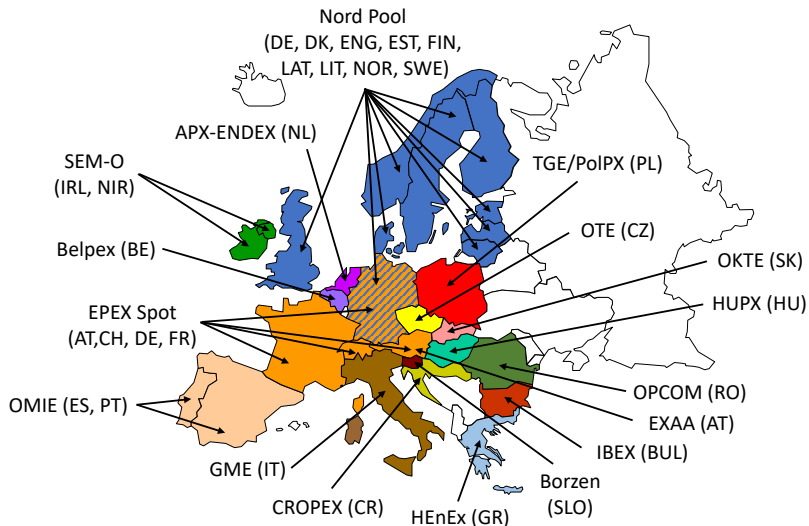 Nord Pool
(DE, DK, ENG, EST, FIN,
LAT, LIT, NOR, SWE)
APX-ENDEX (NL)
SEM-O
(IRL, NIR)
TGE/PolPX (PL)
OTE (CZ)
Belpex (BE)
OKTE (SK)
HUPX (HU)
EPEX Spot
(AT,CH, DE, FR)
OPCOM (RO)
OMIE (ES, PT)
EXAA (AT)
IBEX (BUL)
GME (IT)
Borzen
(SLO)
CROPEX (CR)
HEnEx (GR)